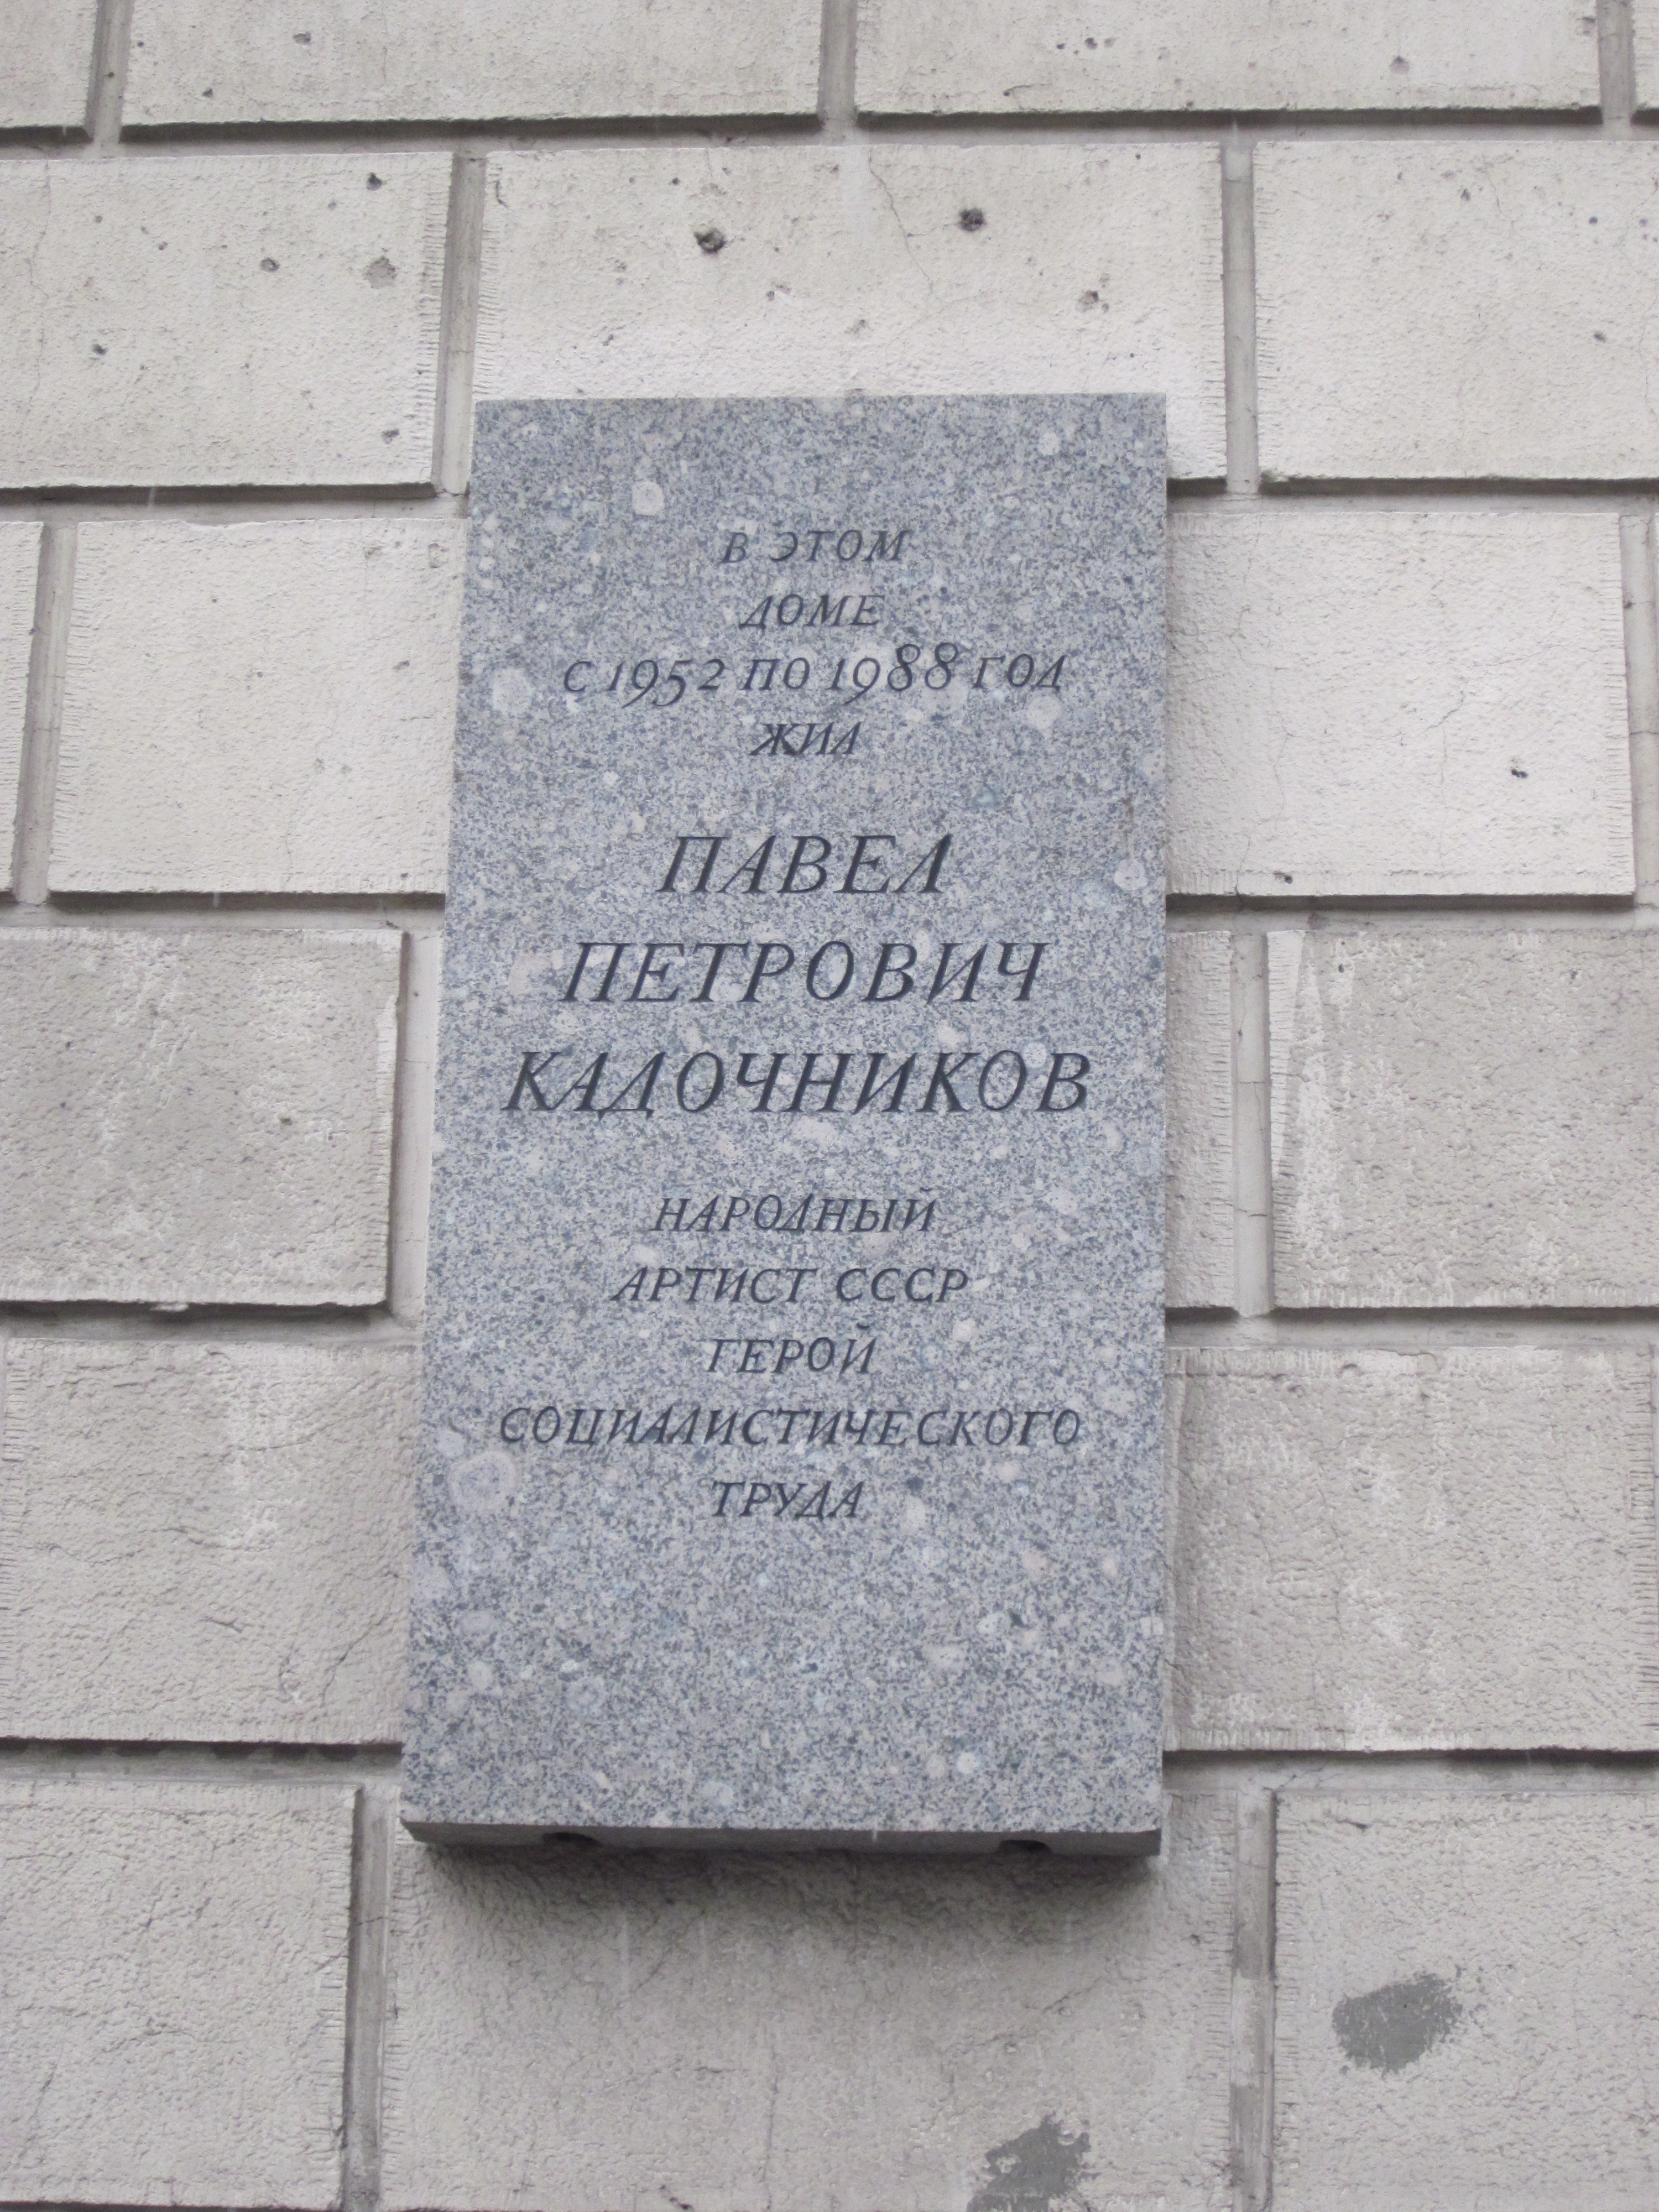 В ЭТОМ
ДОМЕ
С 1952 ПО 1988 ГОД
ЖИЛ
ПАВЕЛ
ПЕТРОВИЧ
КАДОЧНИКОВ
НАРОДНЫЙ
АРТИСТ СССР
ГЕРОЙ
СОЦИАЛИСТИЧЕСКОГО
ТРУДА